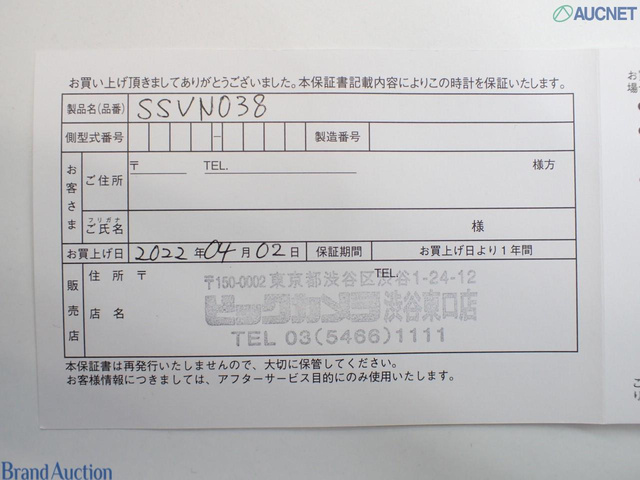 AUCNET
お買い上げ頂きましてありがとうございました。本保証書記載内容によりこの時計を保証いたします。
製品名(品番) SSVN038
側型式番号 － 製造番号
お客さま
ご住所 〒 TEL. 様方
フリガナ
ご氏名 様
お買上げ日 2022年04月02日 保証期間 お買上げ日より1年間
販売店
住所 〒 TEL.
〒150-0002 東京都渋谷区渋谷1-24-12
店名 ビックカメラ 渋谷東口店
TEL 03(5466)1111
本保証書は再発行いたしませんので、大切に保管してください。
お客様情報につきましては、アフターサービス目的にのみ使用いたします。
Brand Auction